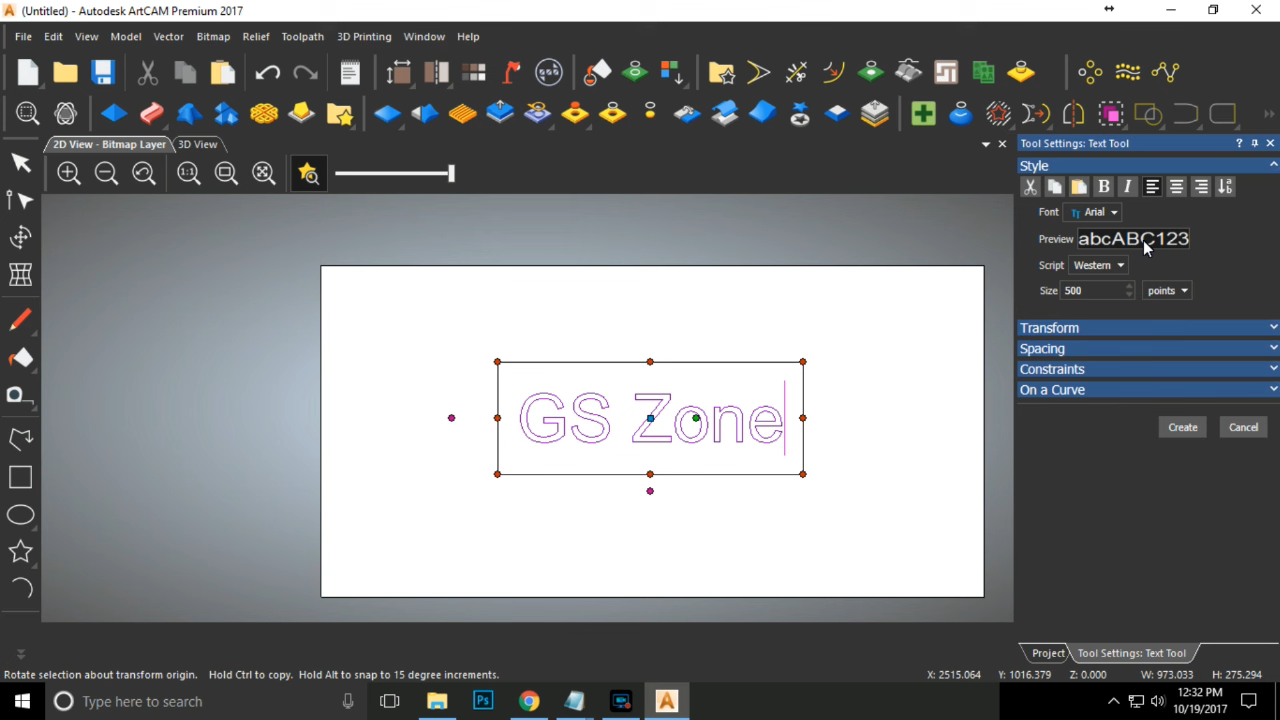 (Untitled) - Autodesk ArtCAM Premium 2017
File Edit View Model Vector Bitmap Relief Toolpath 3D Printing Window Help
2D View - Bitmap Layer 3D View
1:1
Tool Settings: Text Tool
Style
B I
Font Arial
Preview abcABC123
Script Western
Size 500 points
Transform
Spacing
Constraints
On a Curve
Create Cancel
GS Zone
Project Tool Settings: Text Tool
Rotate selection about transform origin. Hold Ctrl to copy. Hold Alt to snap to 15 degree increments. X: 2515.064 Y: 1016.379 Z: 0.000 W: 973.033 H: 275.294
Type here to search
Ps
A
12:32 PM
10/19/2017